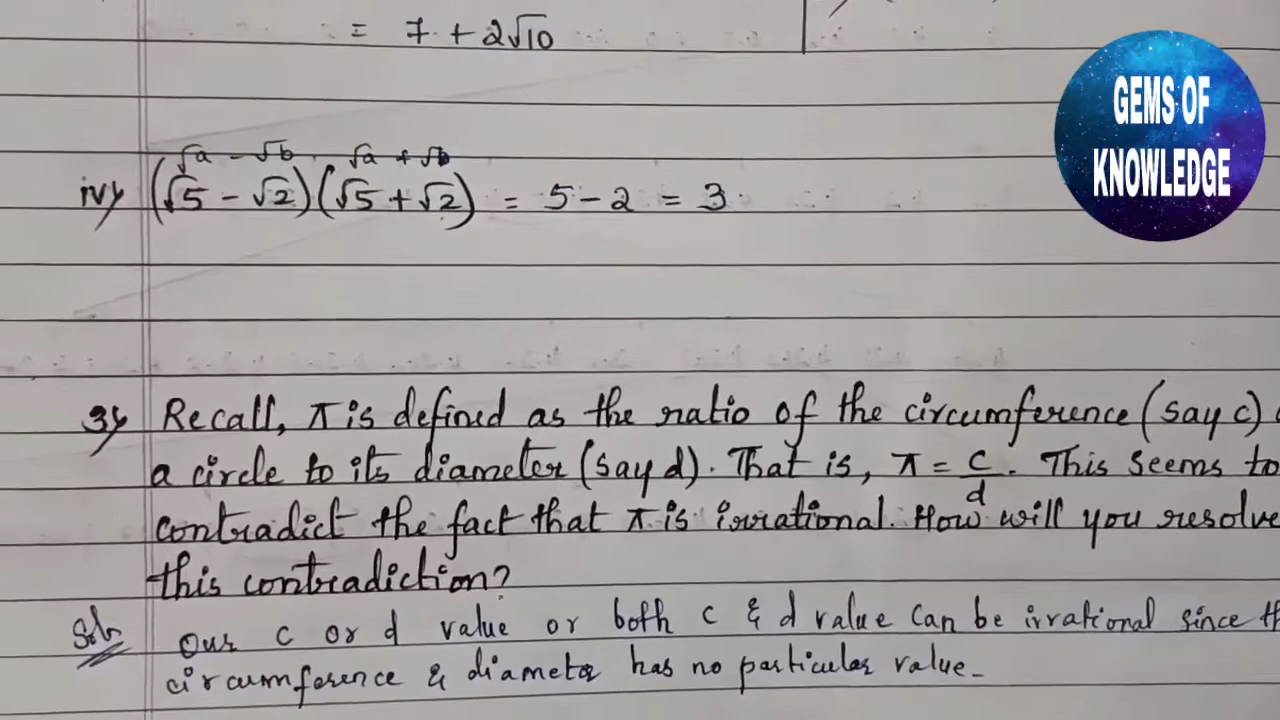 = 7 + 2√10
GEMS OF
KNOWLEDGE
√a - √b √a + √b
iv) (√5 - √2)(√5 + √2) = 5 - 2 = 3
3) Recall, π is defined as the ratio of the circumference (say c)
a circle to its diameter (say d). That is, π = c/d. This seems to
contradict the fact that π is irrational. How will you resolve
this contradiction?
Our c or d value or both c & d value can be irrational since
circumference & diameter has no particular value.